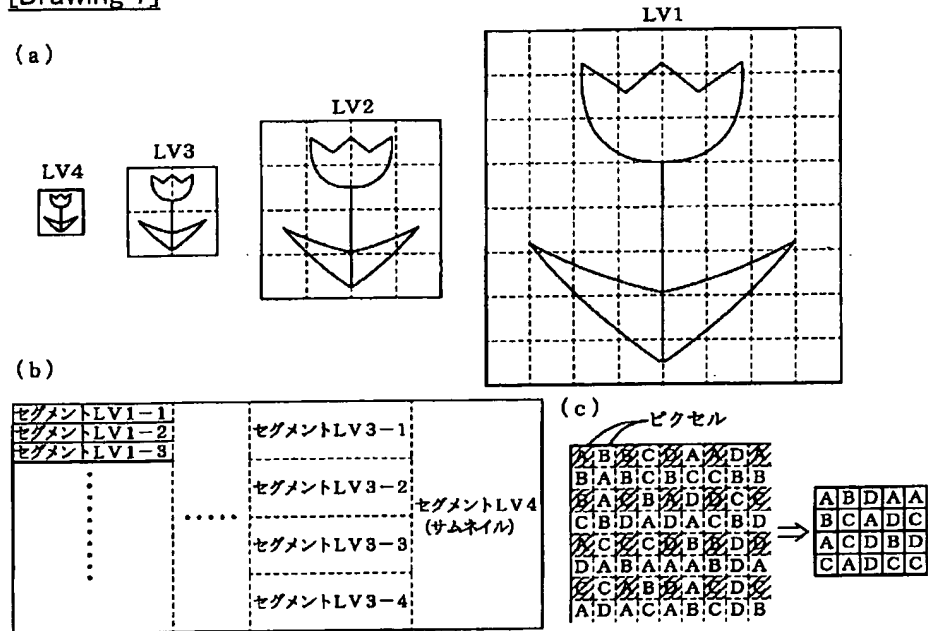 [Drawing 7]
(a)
LV4
LV3
LV2
LV1
(b)
セグメントLV1-1
セグメントLV1-2
セグメントLV1-3
セグメントLV3-1
セグメントLV3-2
セグメントLV3-3
セグメントLV3-4
セグメントLV4
(サムネイル)
(c)
ピクセル
A B B C D A A D A
B A B C B C C B B
B A C B A D D C C
C B D A D A C B D
A C C C D B B D D
D A B A A A B D A
C C A B D A C D C
A D A C A B C D B
A B D A A
B C A D C
A C D B D
C A D C C